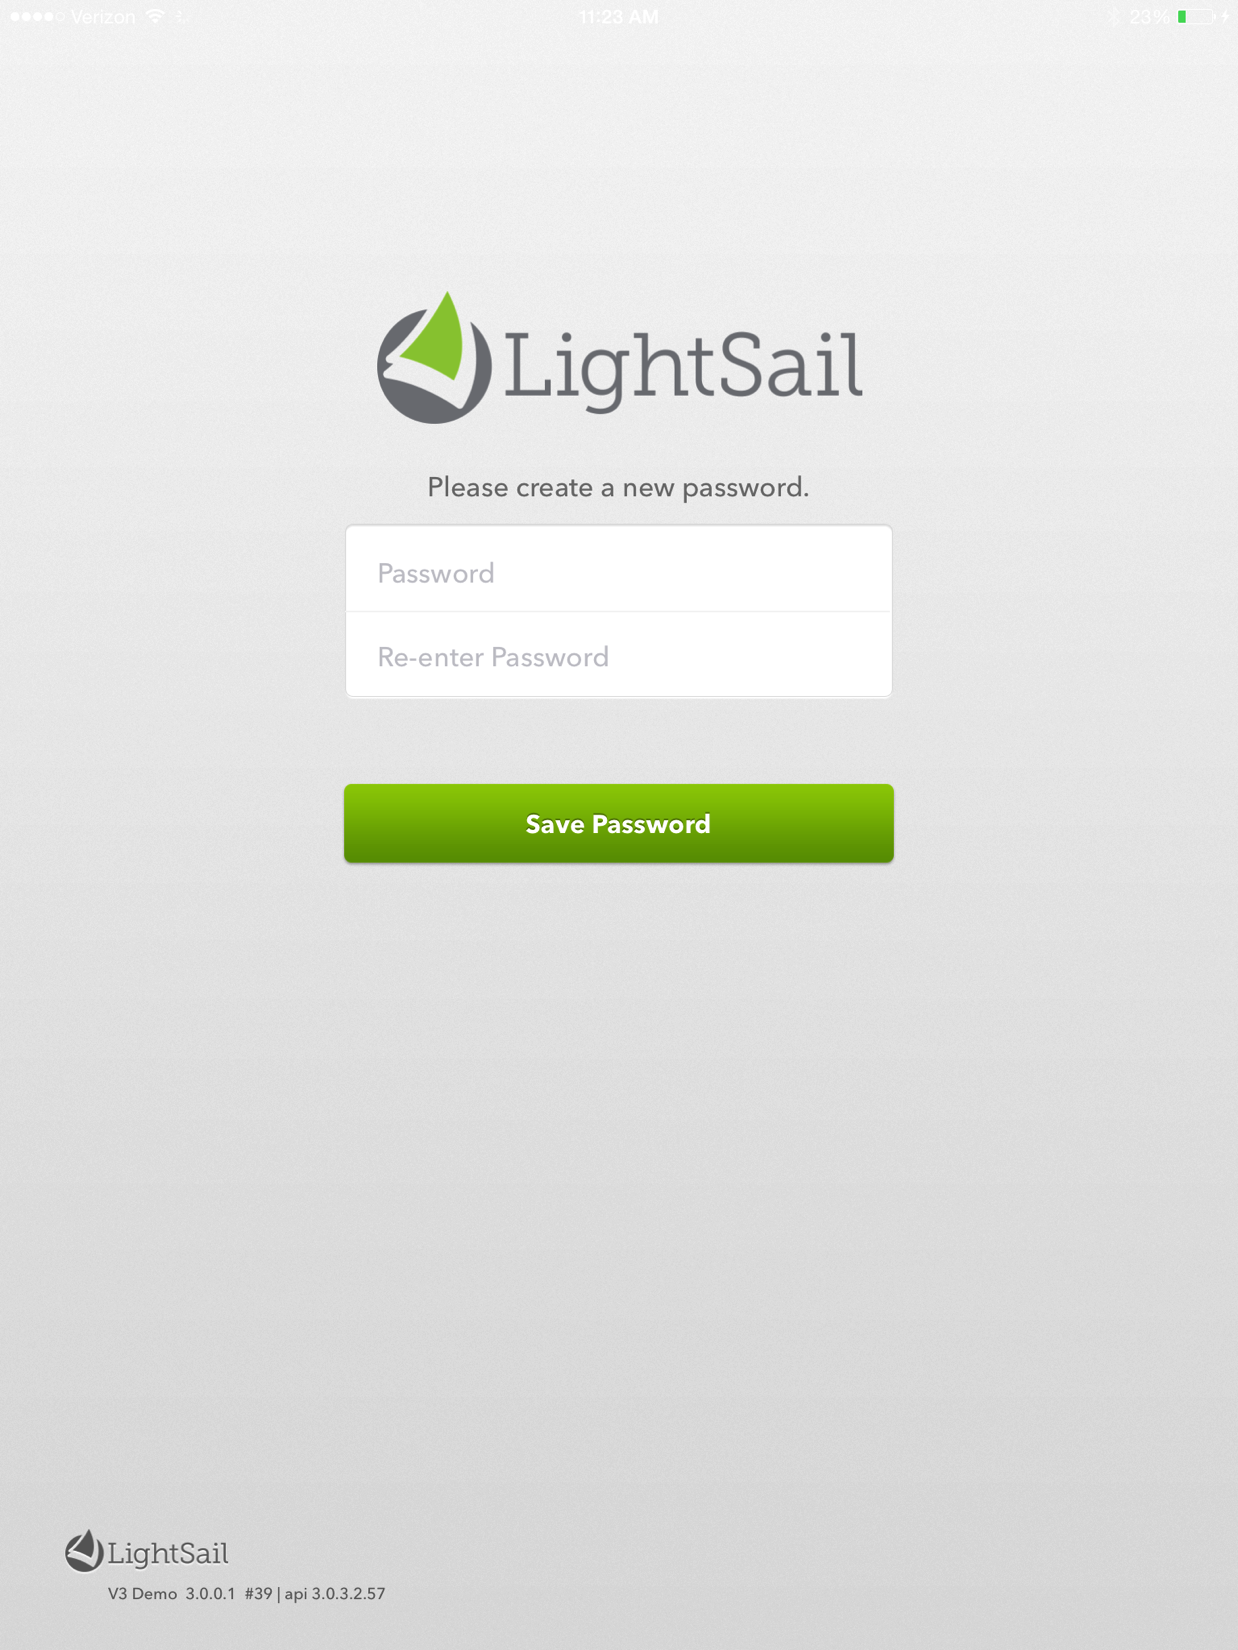 Verizon 11:23 AM 23%
LightSail
Please create a new password.
Password
Re-enter Password
Save Password
LightSail
V3 Demo 3.0.0.1 #39 | api 3.0.3.2.57